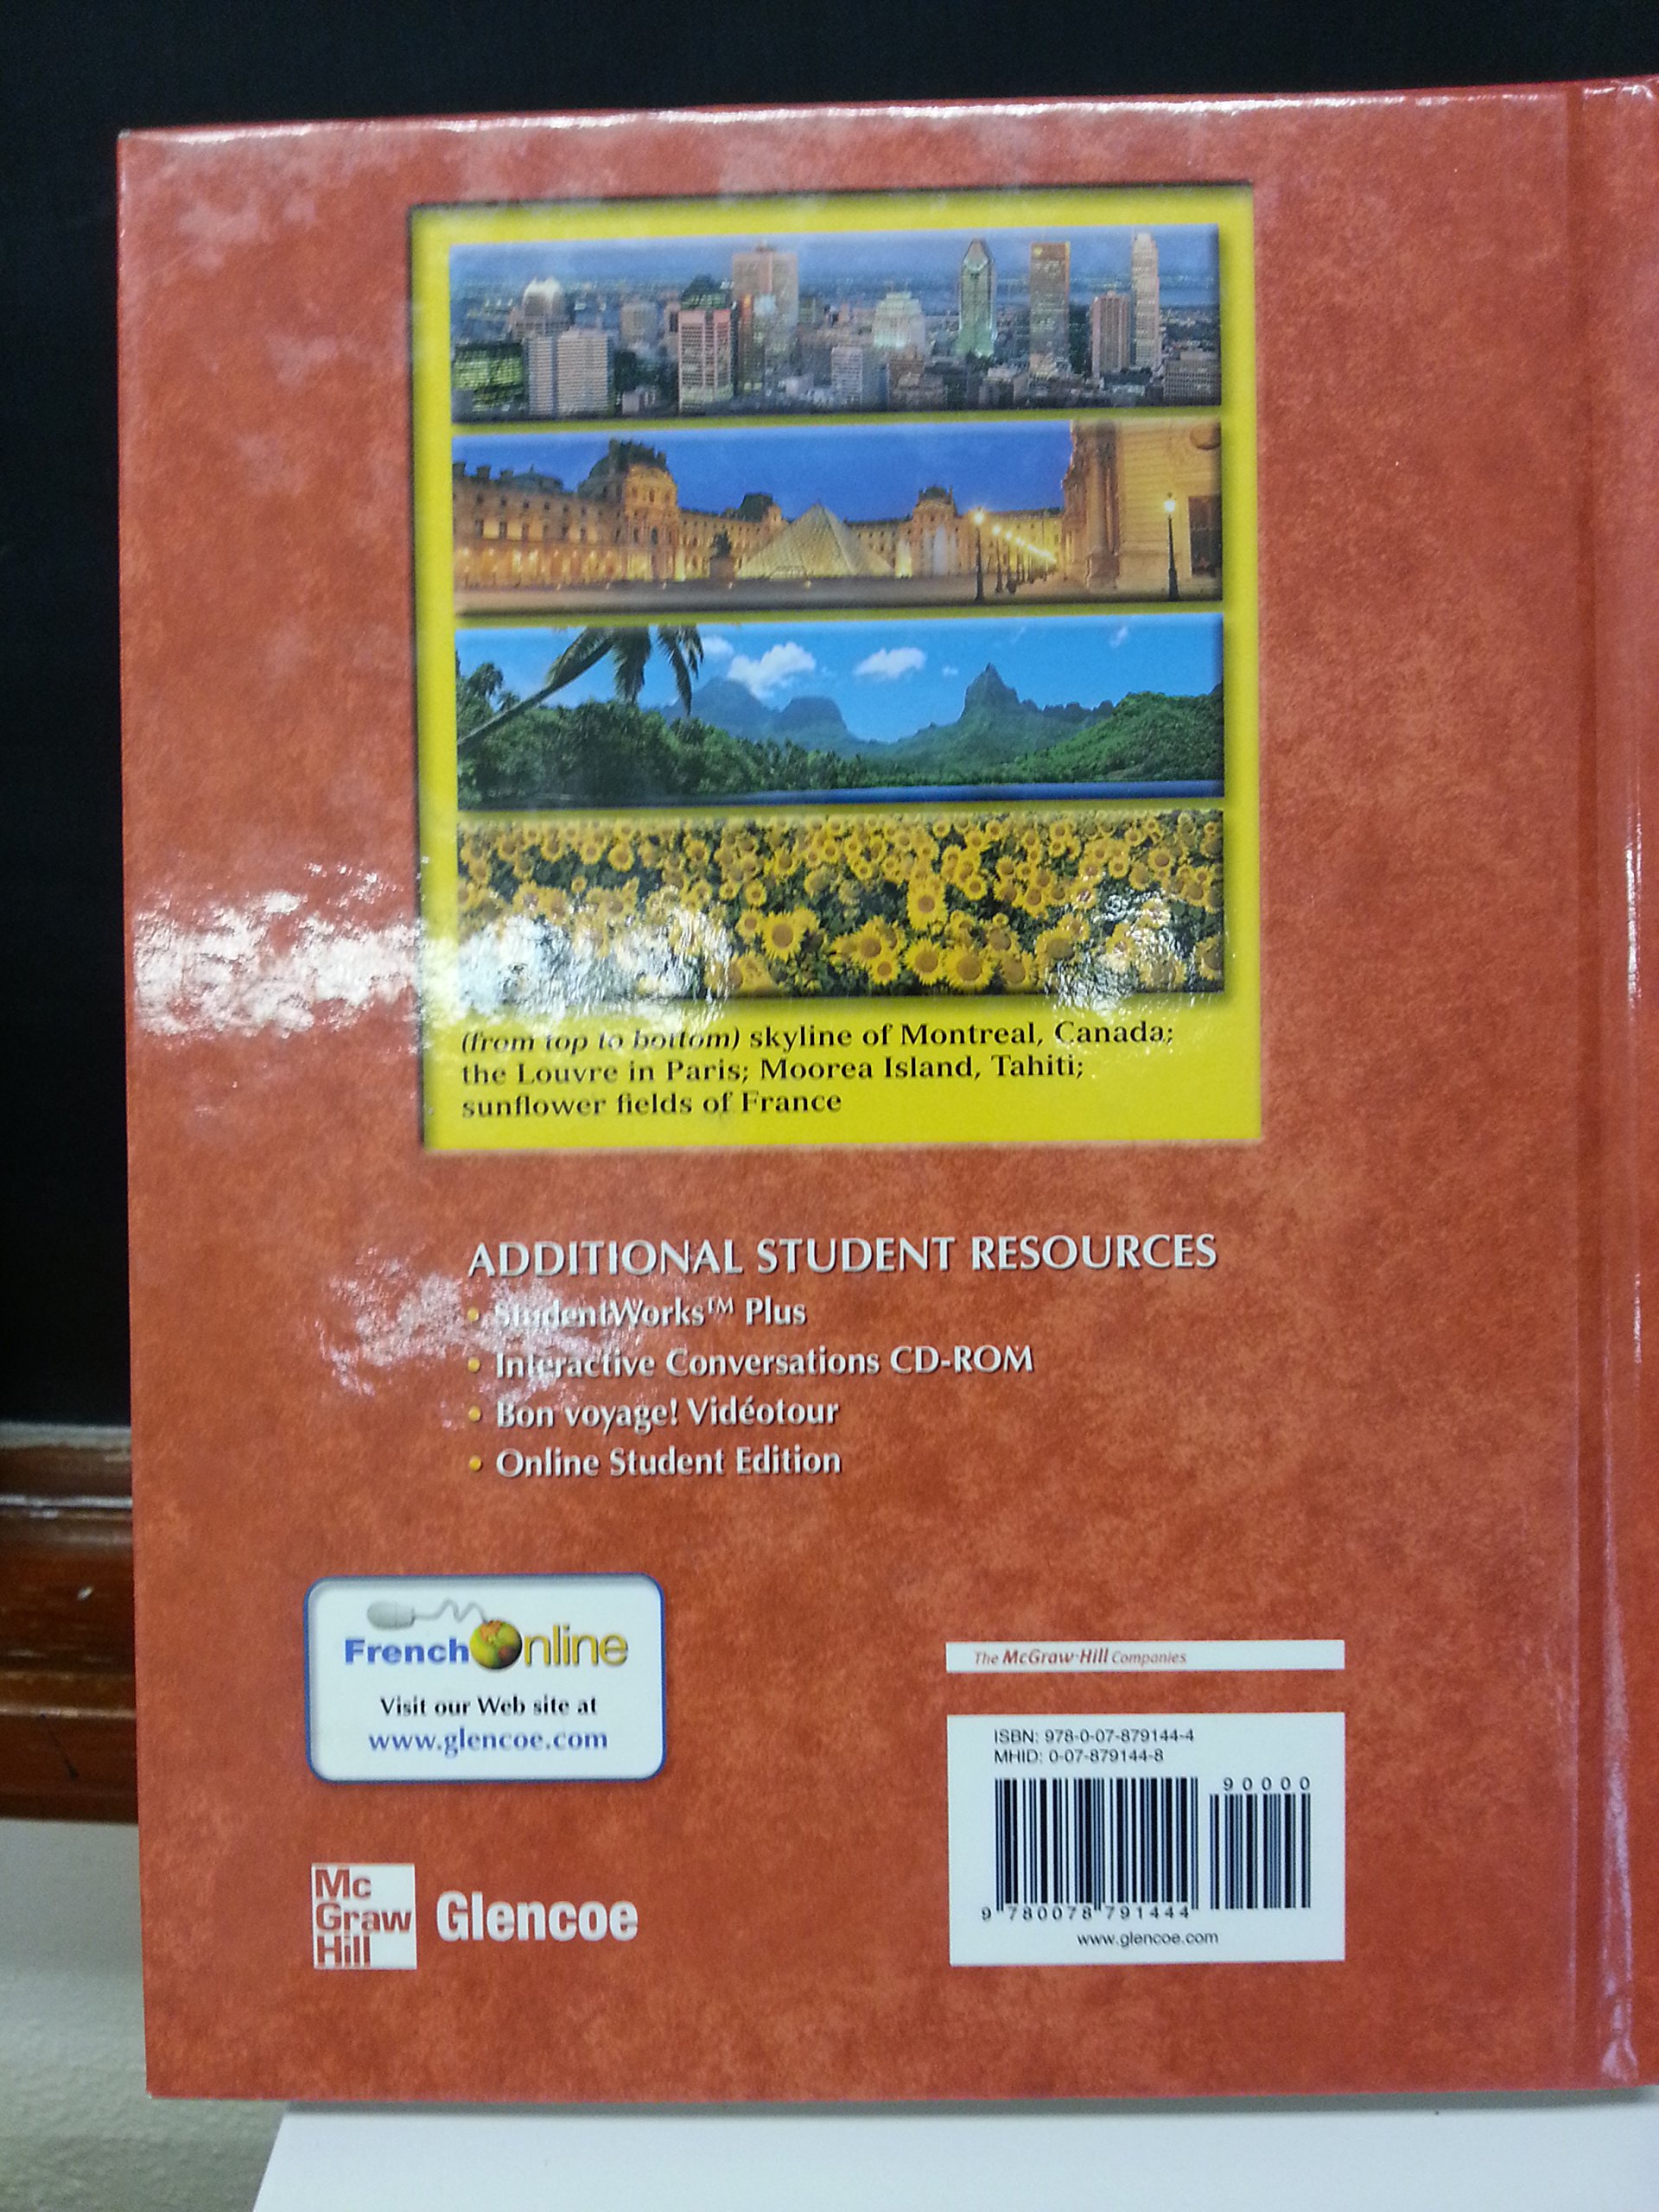 (from top to bottom) skyline of Montreal, Canada;
the Louvre in Paris; Moorea Island, Tahiti;
sunflower fields of France
ADDITIONAL STUDENT RESOURCES
• StudentWorks™ Plus
• Interactive Conversations CD-ROM
• Bon voyage! Vidéotour
• Online Student Edition
French Online
Visit our Web site at
www.glencoe.com
Mc
Graw
Hill
Glencoe
The McGraw·Hill Companies
ISBN: 978-0-07-879144-4
MHID: 0-07-879144-8
90000
9 780078 791444
www.glencoe.com